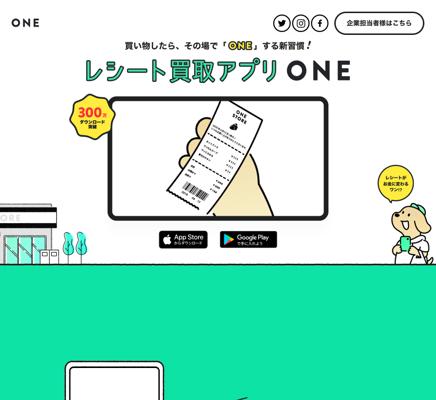 ONE
企業担当者様はこちら
買い物したら、その場で「ONE」する新習慣！
レシート買取アプリ ONE
300万
ダウンロード
突破
ONE
STORE
レシートが
お金に変わる
ワン!?
ORE
App Store
からダウンロード
Google Play
で手に入れよう